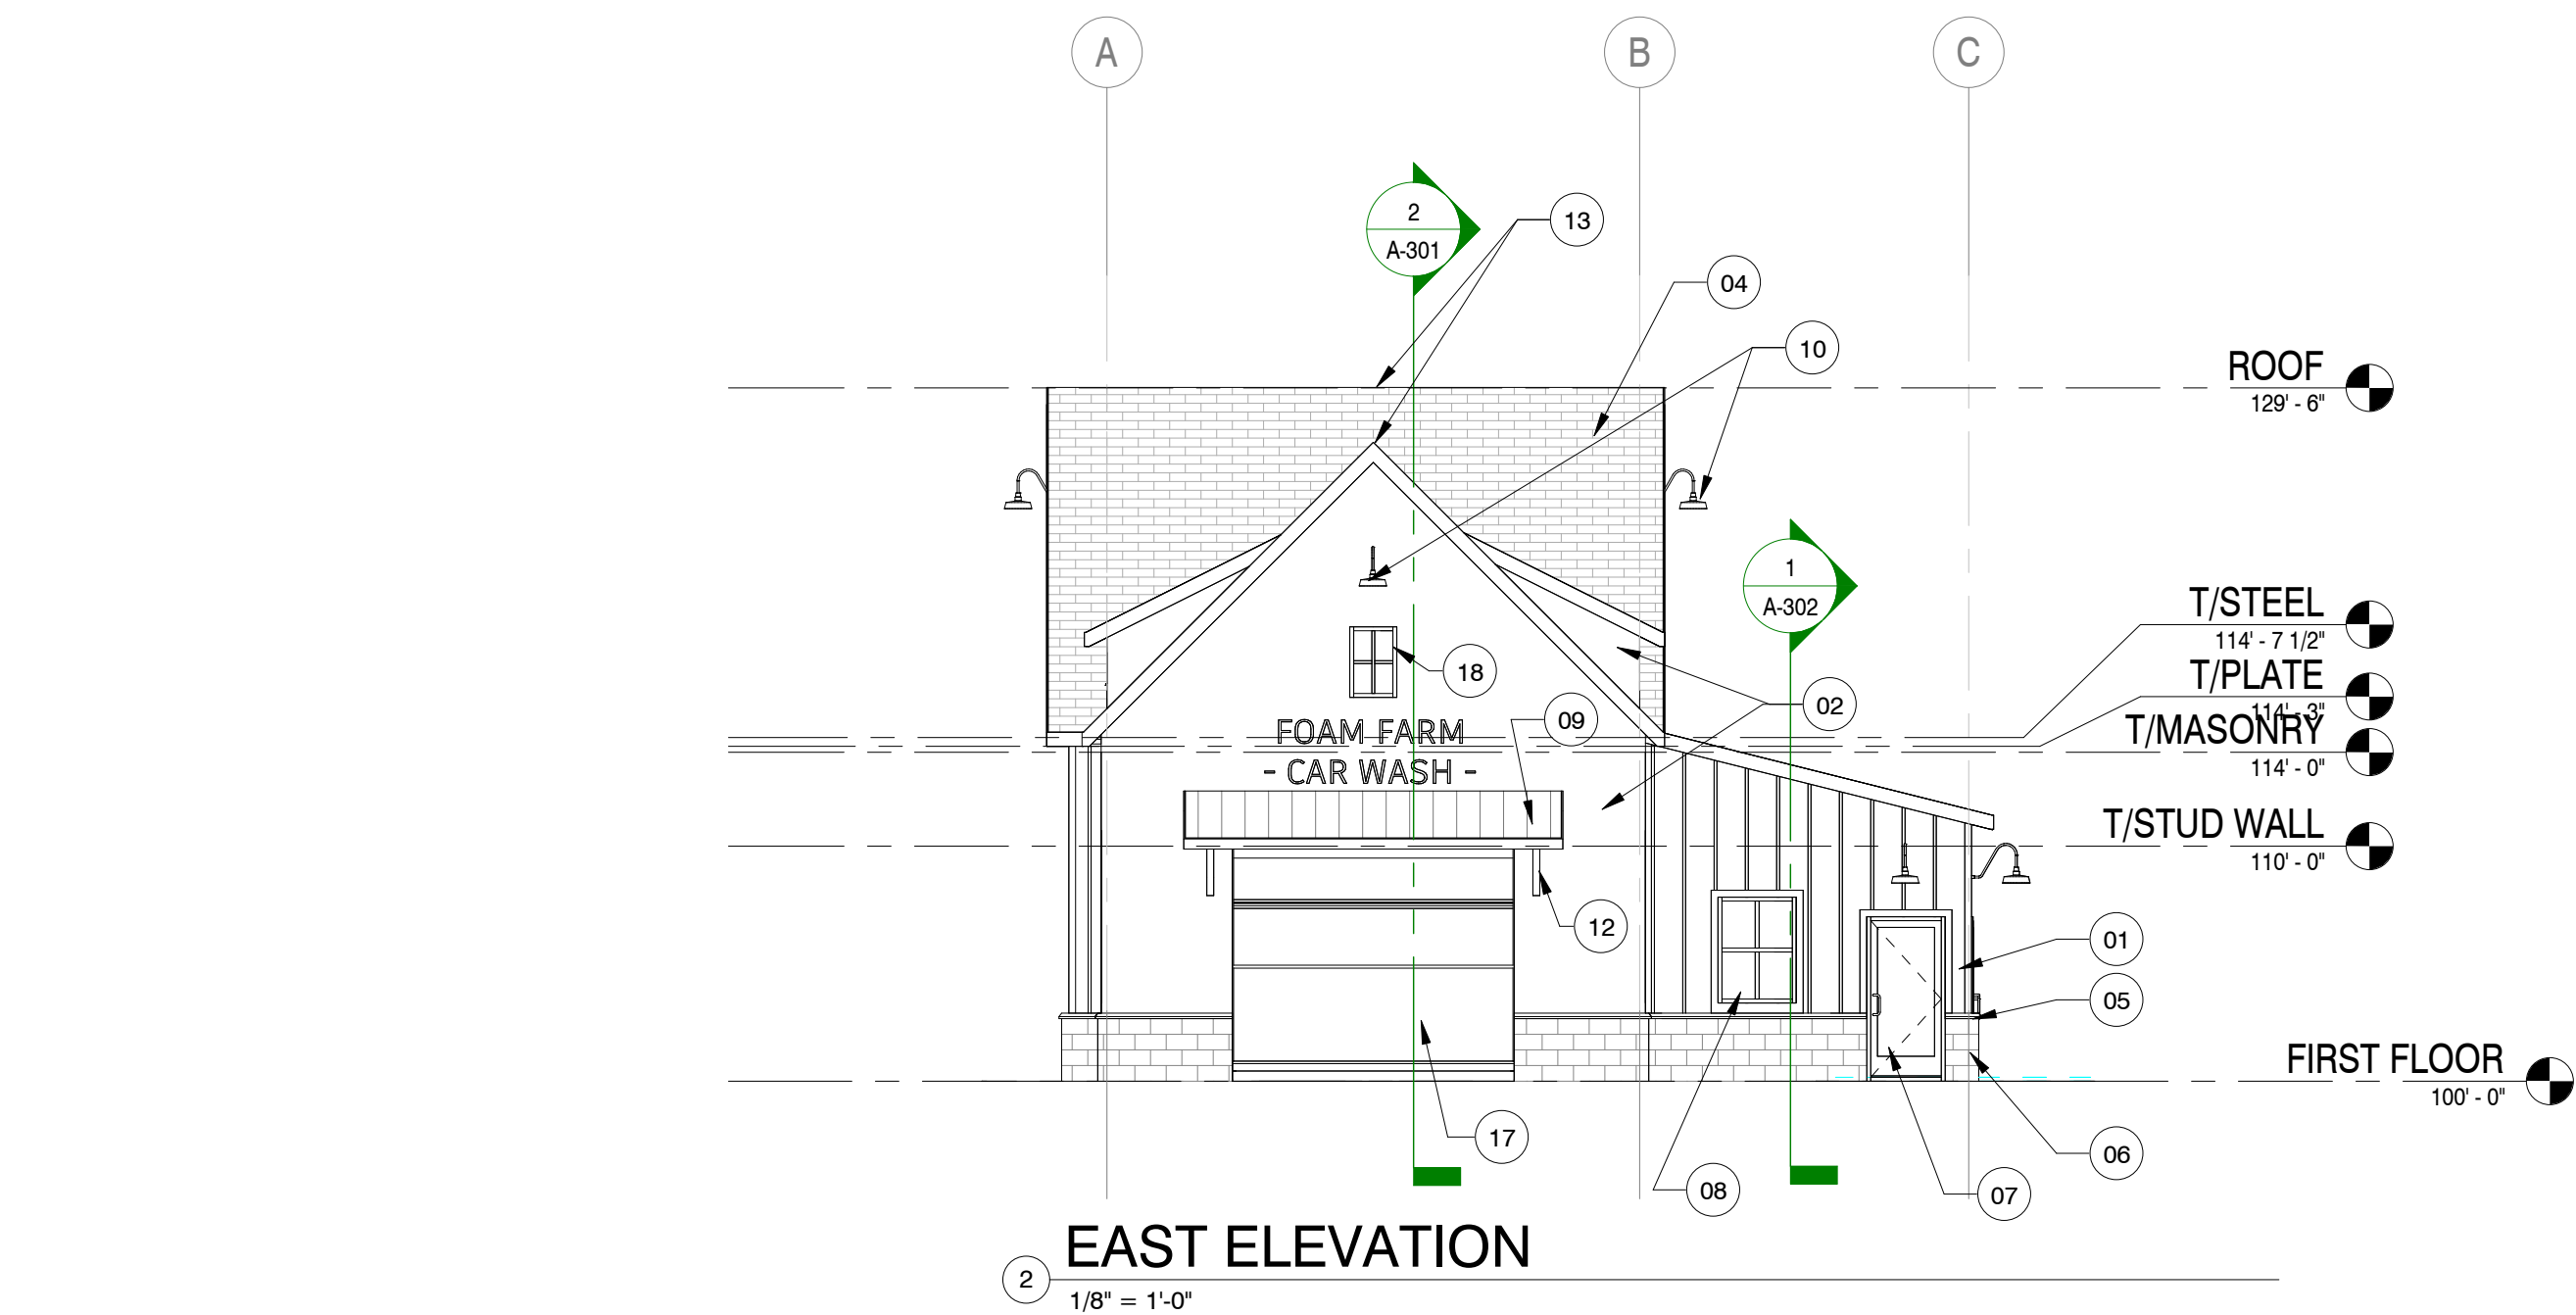 A
B
C
2
A-301
13
04
10
ROOF
129' - 6"
1
A-302
T/STEEL
114' - 7 1/2"
18
T/PLATE
114' - 3"
02
09
FOAM FARM
T/MASONRY
114' - 0"
- CAR WASH -
T/STUD WALL
110' - 0"
12
01
05
FIRST FLOOR
100' - 0"
17
06
08
07
EAST ELEVATION
2
1/8" = 1'-0"